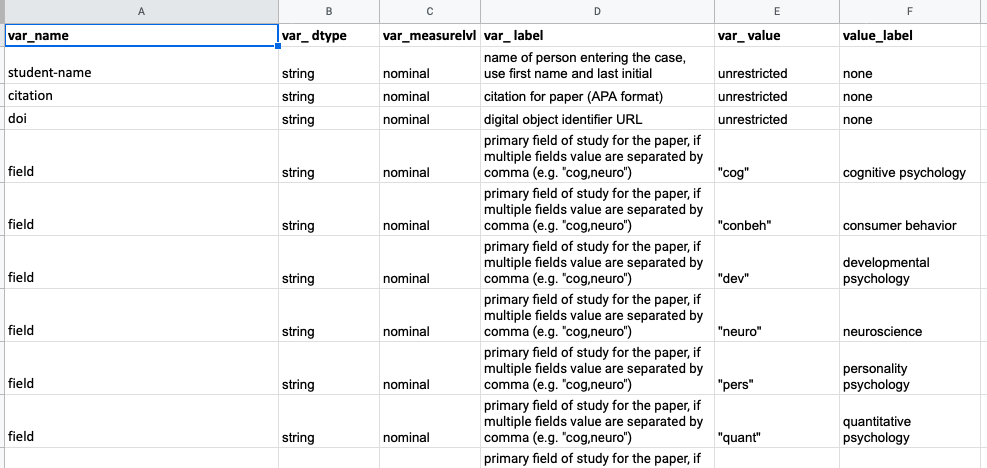 A B C D E F
var_name var_ dtype var_measurelvl var_ label var_ value value_label
name of person entering the case,
student-name string nominal use first name and last initial unrestricted none
citation string nominal citation for paper (APA format) unrestricted none
doi string nominal digital object identifier URL unrestricted none
primary field of study for the paper, if
multiple fields value are separated by
field string nominal comma (e.g. "cog,neuro") "cog" cognitive psychology
primary field of study for the paper, if
multiple fields value are separated by
field string nominal comma (e.g. "cog,neuro") "conbeh" consumer behavior
primary field of study for the paper, if
multiple fields value are separated by developmental
field string nominal comma (e.g. "cog,neuro") "dev" psychology
primary field of study for the paper, if
multiple fields value are separated by
field string nominal comma (e.g. "cog,neuro") "neuro" neuroscience
primary field of study for the paper, if
multiple fields value are separated by personality
field string nominal comma (e.g. "cog,neuro") "pers" psychology
primary field of study for the paper, if
multiple fields value are separated by quantitative
field string nominal comma (e.g. "cog,neuro") "quant" psychology
primary field of study for the paper, if